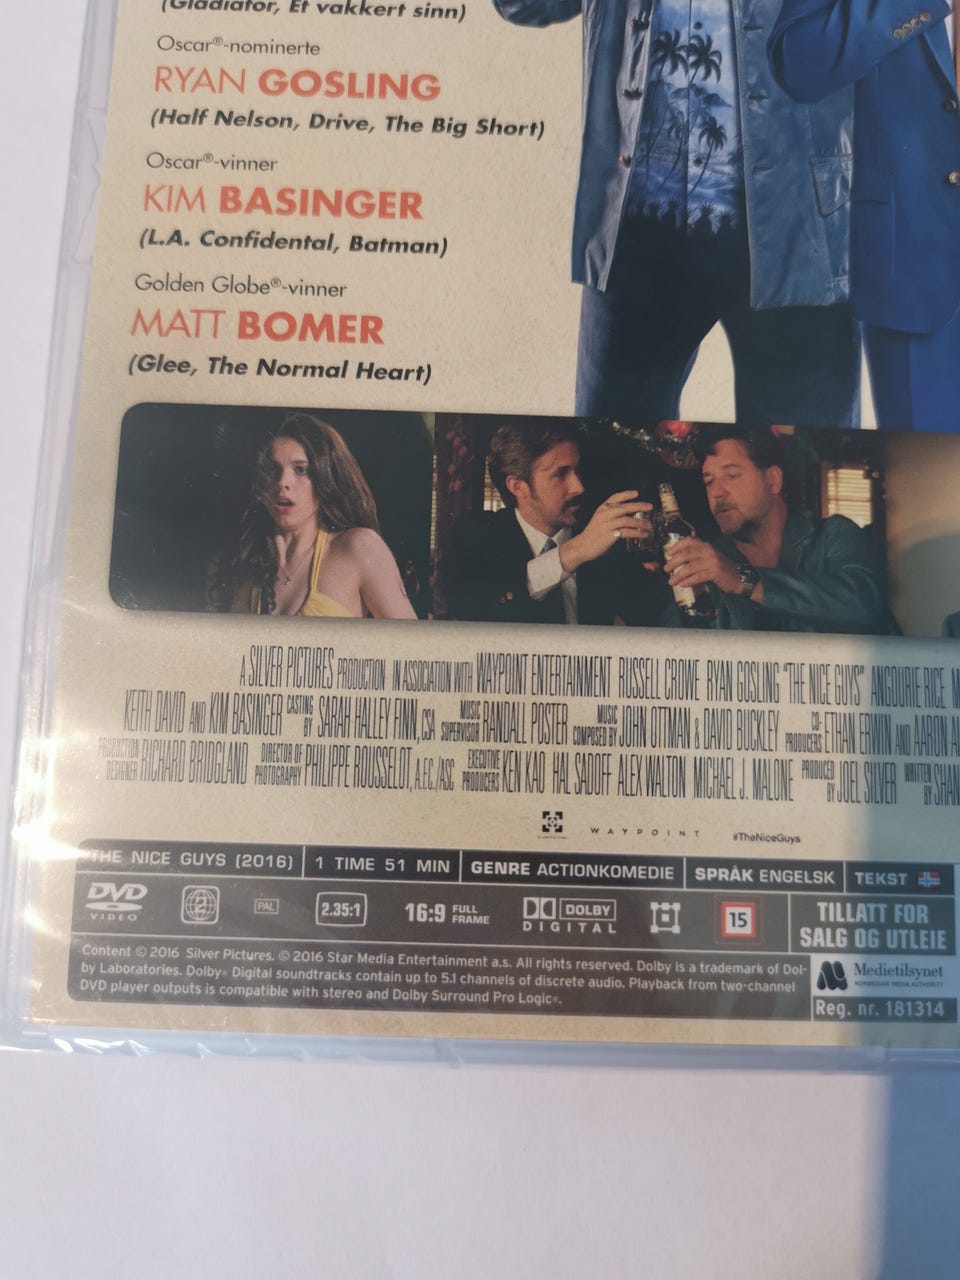 (Gladiator, Et vakkert sinn)
Oscar®-nominerte
RYAN GOSLING
(Half Nelson, Drive, The Big Short)
Oscar®-vinner
KIM BASINGER
(L.A. Confidental, Batman)
Golden Globe®-vinner
MATT BOMER
(Glee, The Normal Heart)
A SILVER PICTURES PRODUCTION IN ASSOCIATION WITH WAYPOINT ENTERTAINMENT RUSSELL CROWE RYAN GOSLING "THE NICE GUYS" ANGOURIE RICE
KEITH DAVID AND KIM BASINGER CASTING BY SARAH HALLEY FINN, CSA MUSIC SUPERVISOR RANDALL POSTER MUSIC COMPOSED BY JOHN OTTMAN & DAVID BUCKLEY CO-PRODUCERS ETHAN ERWIN AND AARON
PRODUCTION DESIGNER RICHARD BRIDGLAND DIRECTOR OF PHOTOGRAPHY PHILIPPE ROUSSELOT, A.F.C./ASC EXECUTIVE PRODUCERS KEN KAO HAL SADOFF ALEX WALTON MICHAEL J. MALONE PRODUCED BY JOEL SILVER WRITTEN BY SHAN
WAYPOINT #TheNiceGuys
THE NICE GUYS (2016) 1 TIME 51 MIN GENRE ACTIONKOMEDIE SPRÅK ENGELSK TEKST
DVD VIDEO 2 PAL 2.35:1 16:9 FULL FRAME DOLBY DIGITAL 15 TILLATT FOR SALG OG UTLEIE
Content © 2016 Silver Pictures. © 2016 Star Media Entertainment a.s. All rights reserved. Dolby is a trademark of Dol-
by Laboratories. Dolby® Digital soundtracks contain up to 5.1 channels of discrete audio. Playback from two-channel
DVD player outputs is compatible with stereo and Dolby Surround Pro Logic®.
Medietilsynet
NORWEGIAN MEDIA AUTHORITY
Reg. nr. 181314